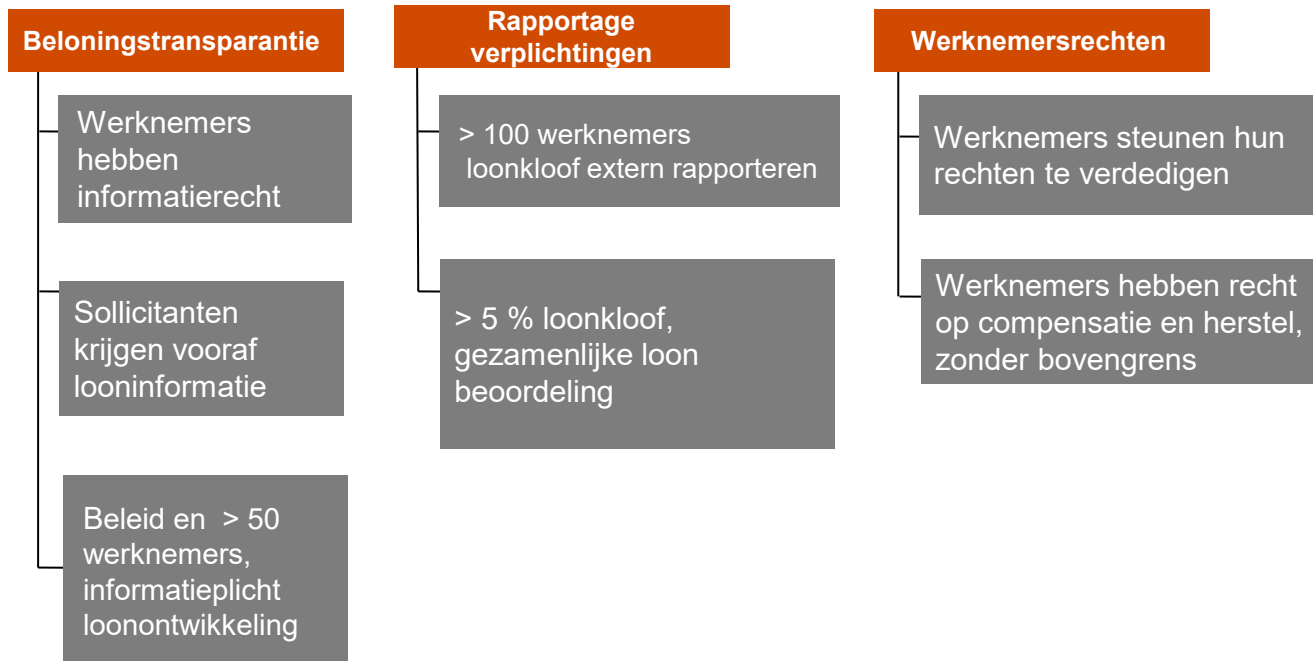 Beloningstransparantie
Werknemers
hebben
informatierecht
Sollicitanten
krijgen vooraf
looninformatie
Beleid en > 50
werknemers,
informatieplicht
loonontwikkeling
Rapportage
verplichtingen
> 100 werknemers
loonkloof extern rapporteren
> 5 % loonkloof,
gezamenlijke loon
beoordeling
Werknemersrechten
Werknemers steunen hun
rechten te verdedigen
Werknemers hebben recht
op compensatie en herstel,
zonder bovengrens